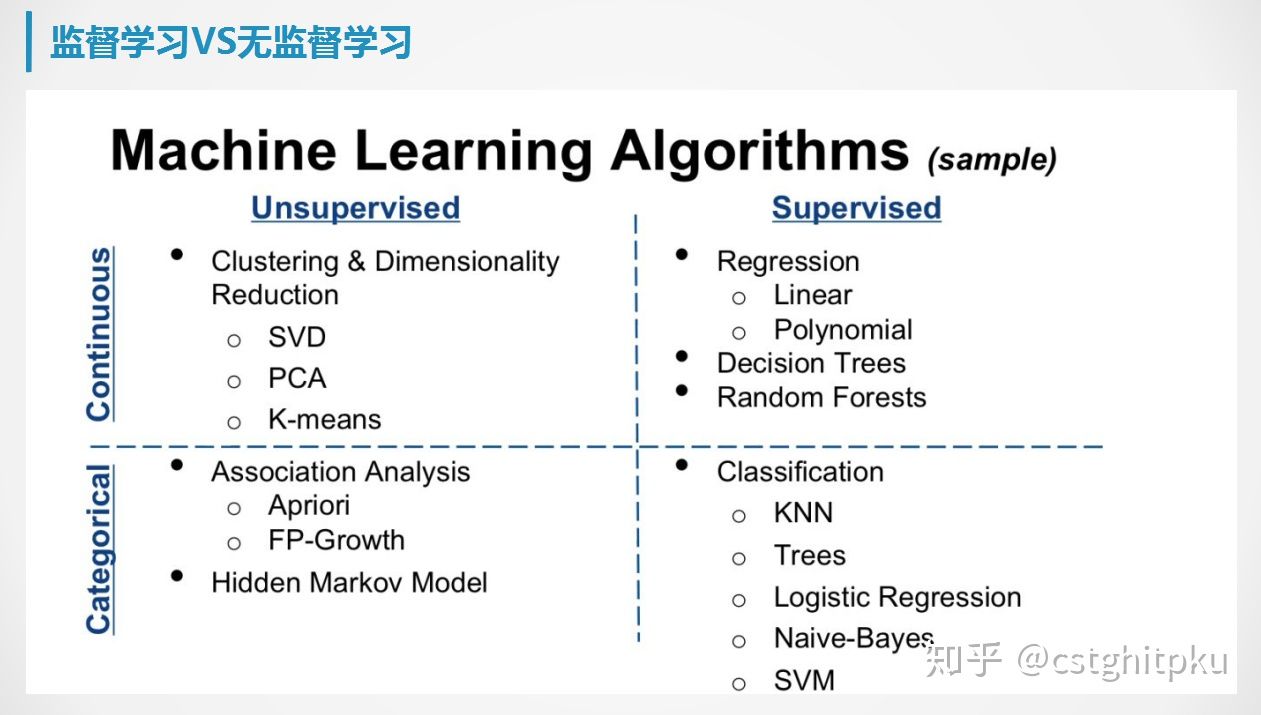 监督学习VS无监督学习
Machine Learning Algorithms (sample)
Unsupervised
Supervised
Continuous
• Clustering & Dimensionality
Reduction
o SVD
o PCA
o K-means
• Regression
o Linear
o Polynomial
• Decision Trees
• Random Forests
Categorical
• Association Analysis
o Apriori
o FP-Growth
• Hidden Markov Model
• Classification
o KNN
o Trees
o Logistic Regression
o Naive-Bayes
o SVM
知乎 @cstghitpku